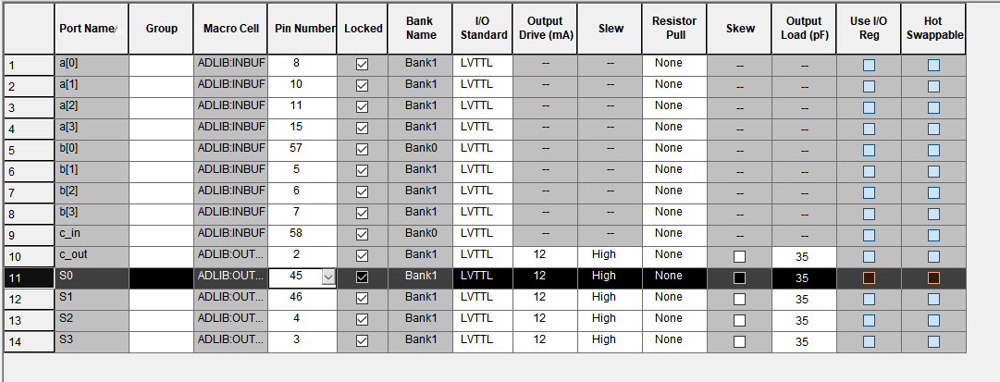 Port Name Group Macro Cell Pin Number Locked Bank Name I/O Standard Output Drive (mA) Slew Resistor Pull Skew Output Load (pF) Use I/O Reg Hot Swappable
1 a[0] ADLIB:INBUF 8 Bank1 LVTTL -- -- None -- --
2 a[1] ADLIB:INBUF 10 Bank1 LVTTL -- -- None -- --
3 a[2] ADLIB:INBUF 11 Bank1 LVTTL -- -- None -- --
4 a[3] ADLIB:INBUF 15 Bank1 LVTTL -- -- None -- --
5 b[0] ADLIB:INBUF 57 Bank0 LVTTL -- -- None -- --
6 b[1] ADLIB:INBUF 5 Bank1 LVTTL -- -- None -- --
7 b[2] ADLIB:INBUF 6 Bank1 LVTTL -- -- None -- --
8 b[3] ADLIB:INBUF 7 Bank1 LVTTL -- -- None -- --
9 c_in ADLIB:INBUF 58 Bank0 LVTTL -- -- None -- --
10 c_out ADLIB:OUT... 2 Bank1 LVTTL 12 High None 35
11 S0 ADLIB:OUT... 45 Bank1 LVTTL 12 High None 35
12 S1 ADLIB:OUT... 46 Bank1 LVTTL 12 High None 35
13 S2 ADLIB:OUT... 4 Bank1 LVTTL 12 High None 35
14 S3 ADLIB:OUT... 3 Bank1 LVTTL 12 High None 35